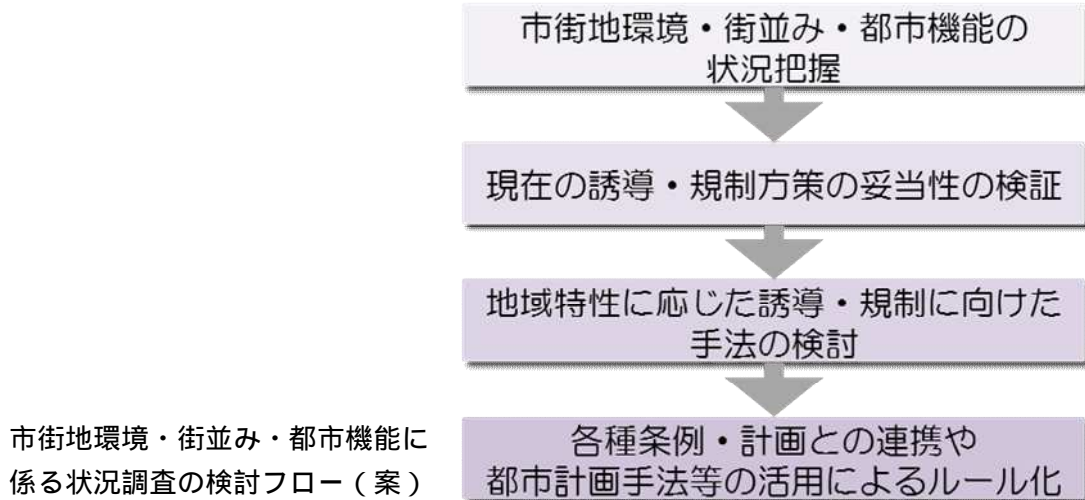 市街地環境・街並み・都市機能の
状況把握
現在の誘導・規制方策の妥当性の検証
地域特性に応じた誘導・規制に向けた
手法の検討
各種条例・計画との連携や
都市計画手法等の活用によるルール化
市街地環境・街並み・都市機能に
係る状況調査の検討フロー（案）